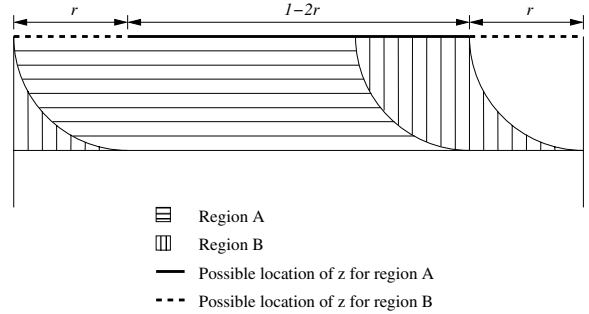 r
1−2r
r
Region A
Region B
Possible location of z for region A
Possible location of z for region B